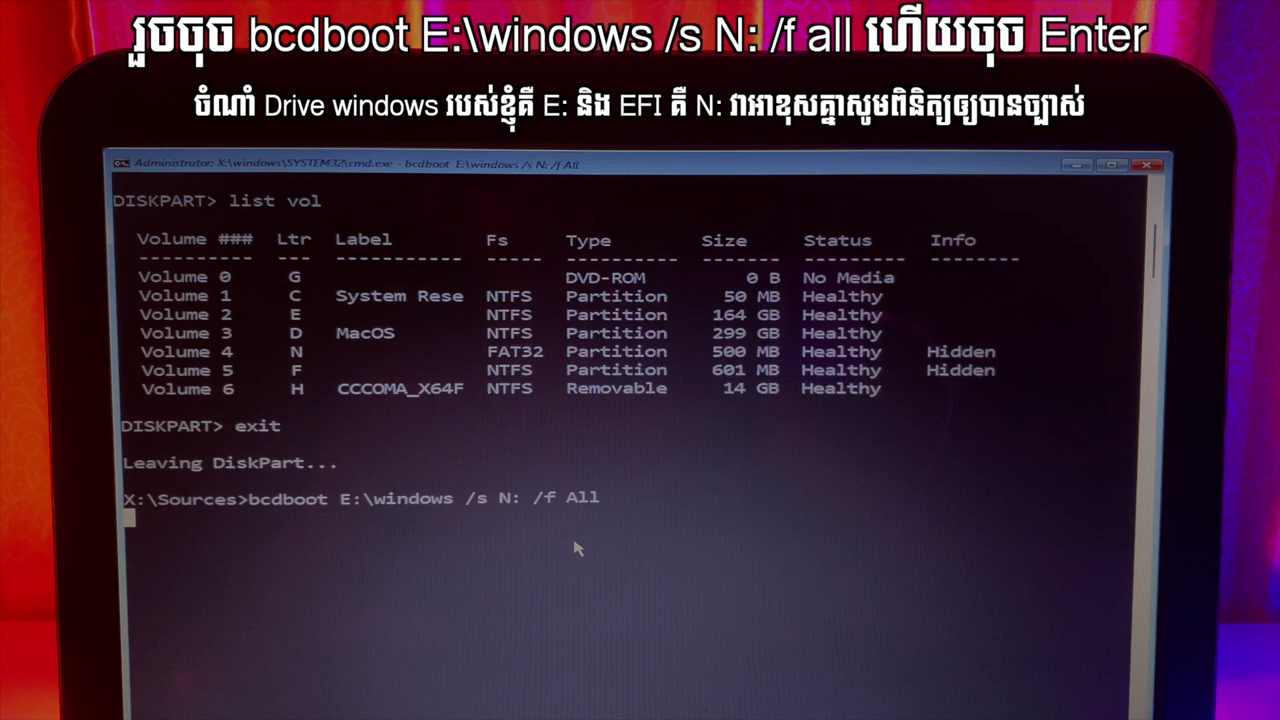 រួចចុច bcdboot E:\windows /s N: /f all ហើយចុច Enter
ចំណាំ Drive windows របស់ខ្ញុំគឺ E: និង EFI គឺ N: វាអាខុសគ្នាសូមពិនិត្យឲ្យបានច្បាស់
Administrator: X:\windows\SYSTEM32\cmd.exe - bcdboot E:\windows /s N: /f All
DISKPART> list vol
Volume ### Ltr Label Fs Type Size Status Info
---------- --- ----------- ----- ---------- ------- --------- --------
Volume 0 G DVD-ROM 0 B No Media
Volume 1 C System Rese NTFS Partition 50 MB Healthy
Volume 2 E NTFS Partition 164 GB Healthy
Volume 3 D MacOS NTFS Partition 299 GB Healthy
Volume 4 N FAT32 Partition 500 MB Healthy Hidden
Volume 5 F NTFS Partition 601 MB Healthy Hidden
Volume 6 H CCCOMA_X64F NTFS Removable 14 GB Healthy
DISKPART> exit
Leaving DiskPart...
X:\Sources>bcdboot E:\windows /s N: /f All